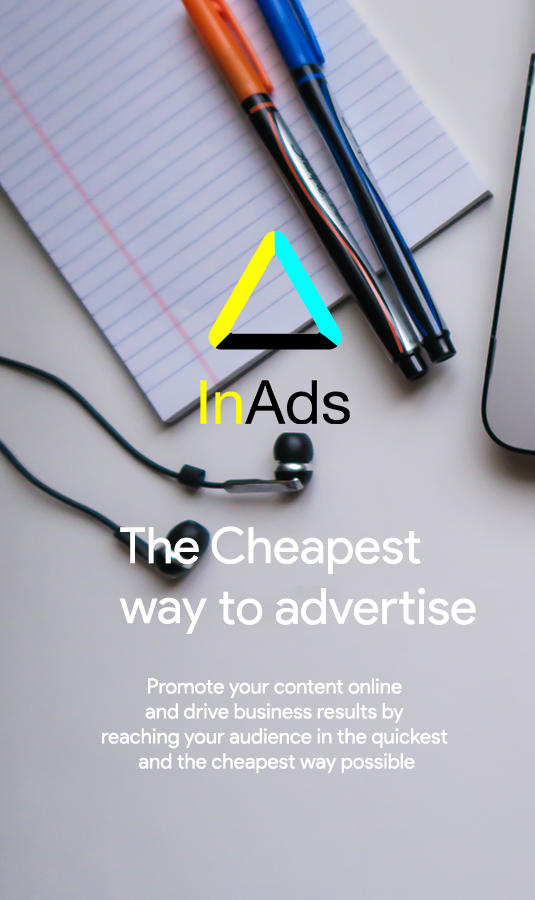 InAds
The Cheapest
way to advertise
Promote your content online
and drive business results by
reaching your audience in the quickest
and the cheapest way possible